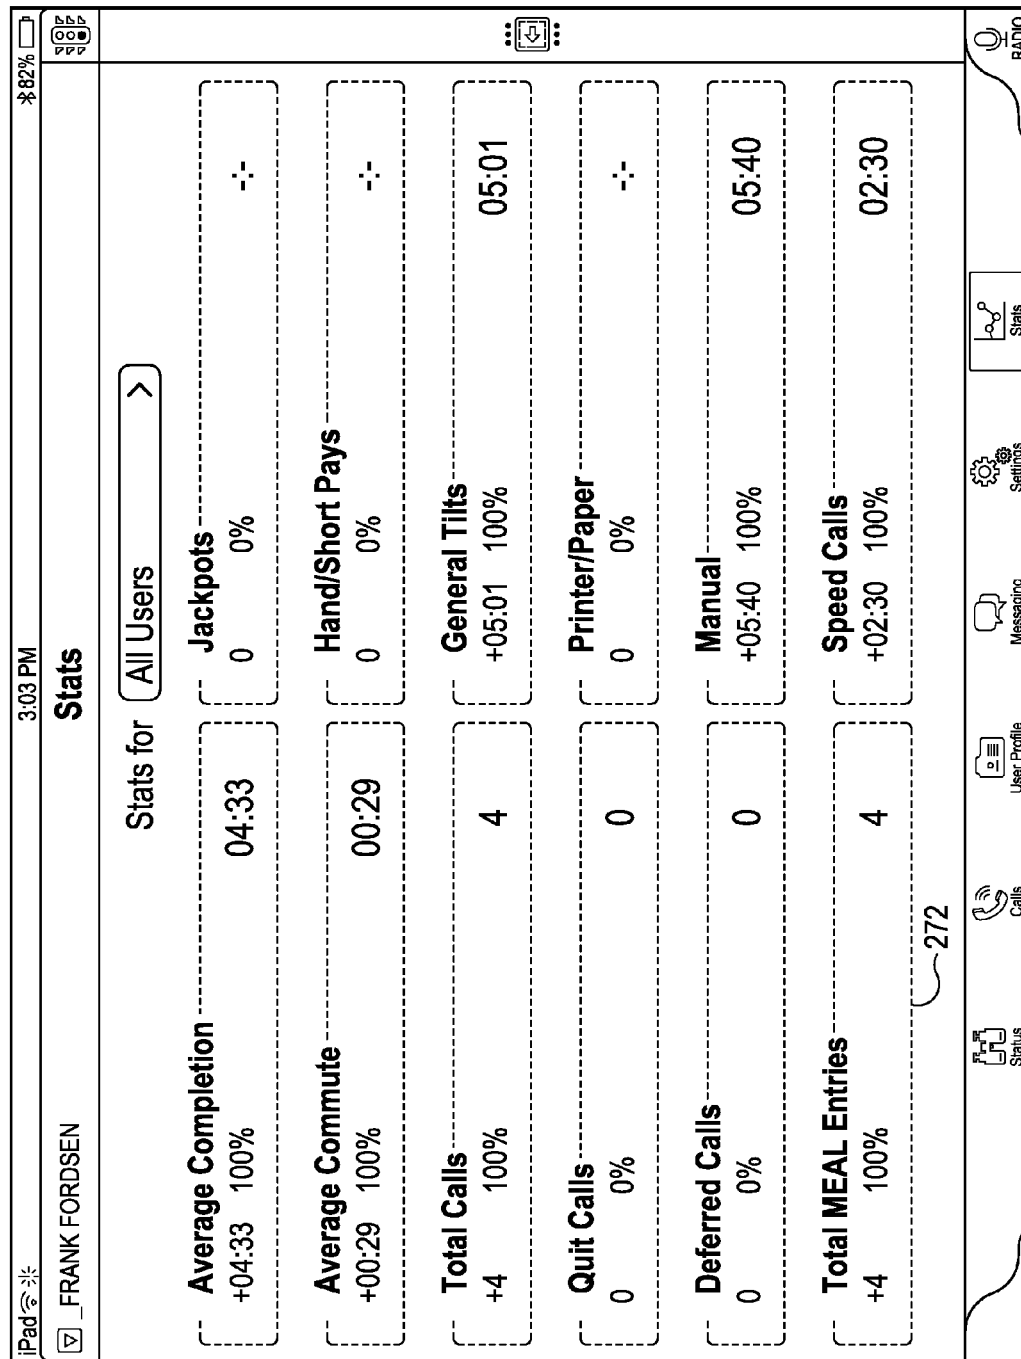 iPad 3:03 PM 82%
_FRANK FORDSEN Stats
Stats for All Users >
Average Completion
+04:33 100% 04:33
Jackpots
0 0% -:-
Average Commute
+00:29 100% 00:29
Hand/Short Pays
0 0% -:-
Total Calls
+4 100% 4
General Tilts
+05:01 100% 05:01
Quit Calls
0 0% 0
Printer/Paper
0 0% -:-
Deferred Calls
0 0% 0
Manual
+05:40 100% 05:40
Total MEAL Entries
+4 100% 4
Speed Calls
+02:30 100% 02:30
272
Status Calls User Profile Messaging Settings Stats RADIO